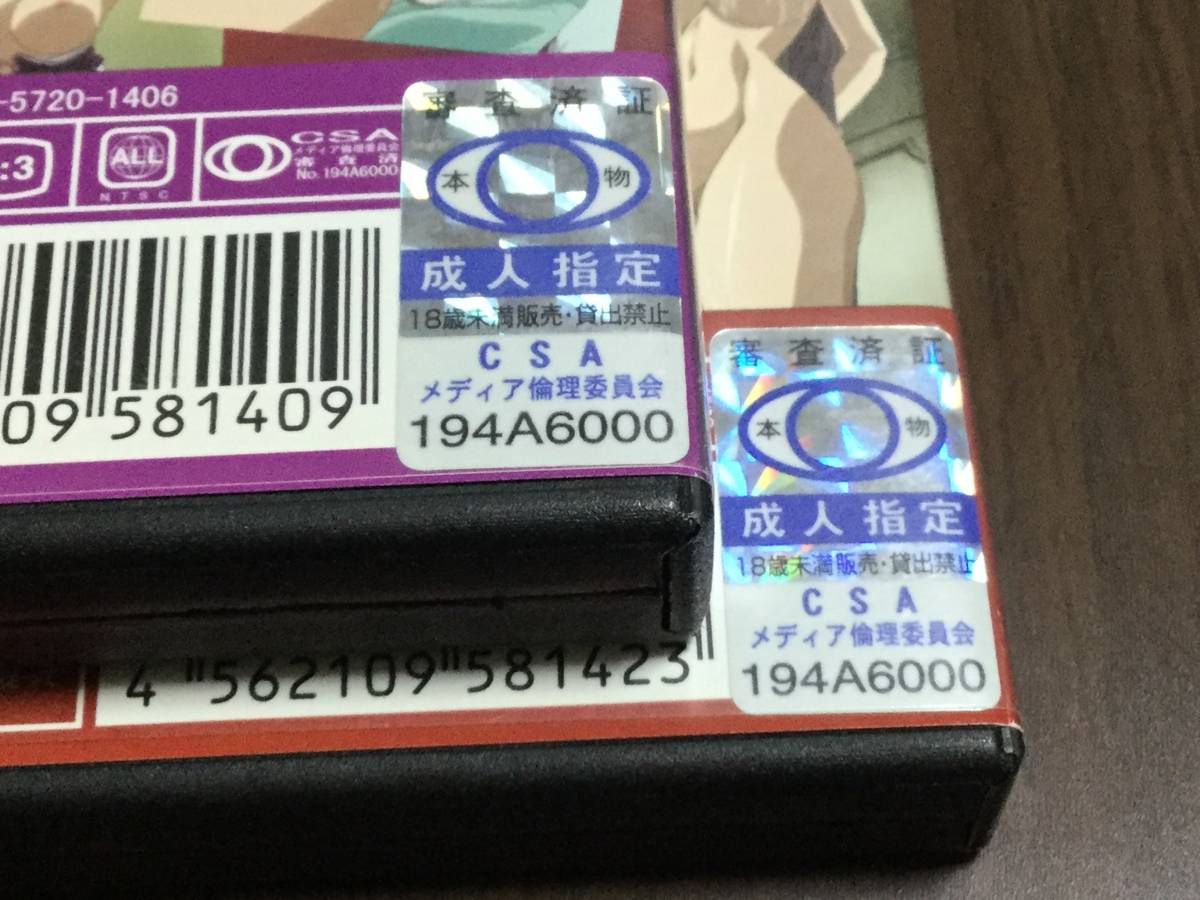 -5720-1406
:3
ALL
NTSC
CSA
メディア倫理委員会
審査済
No. 194A6000
09 581409
審査済証
本 物
成人指定
18歳未満販売・貸出禁止
CSA
メディア倫理委員会
194A6000
審査済証
本 物
成人指定
18歳未満販売・貸出禁止
CSA
メディア倫理委員会
194A6000
4 562109 581423